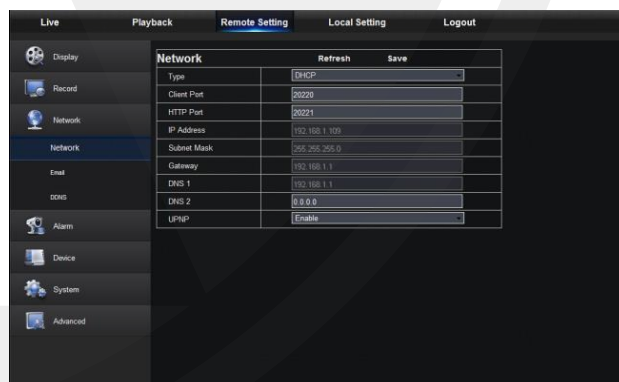 Live Playback Remote Setting Local Setting Logout
Display
Record
Network
Network
Email
DDNS
Alarm
Device
System
Advanced
Network Refresh Save
Type DHCP
Client Port 20220
HTTP Port 20221
IP Address 192.168.1.109
Subnet Mask 255.255.255.0
Gateway 192.168.1.1
DNS 1 192.168.1.1
DNS 2 0.0.0.0
UPNP Enable